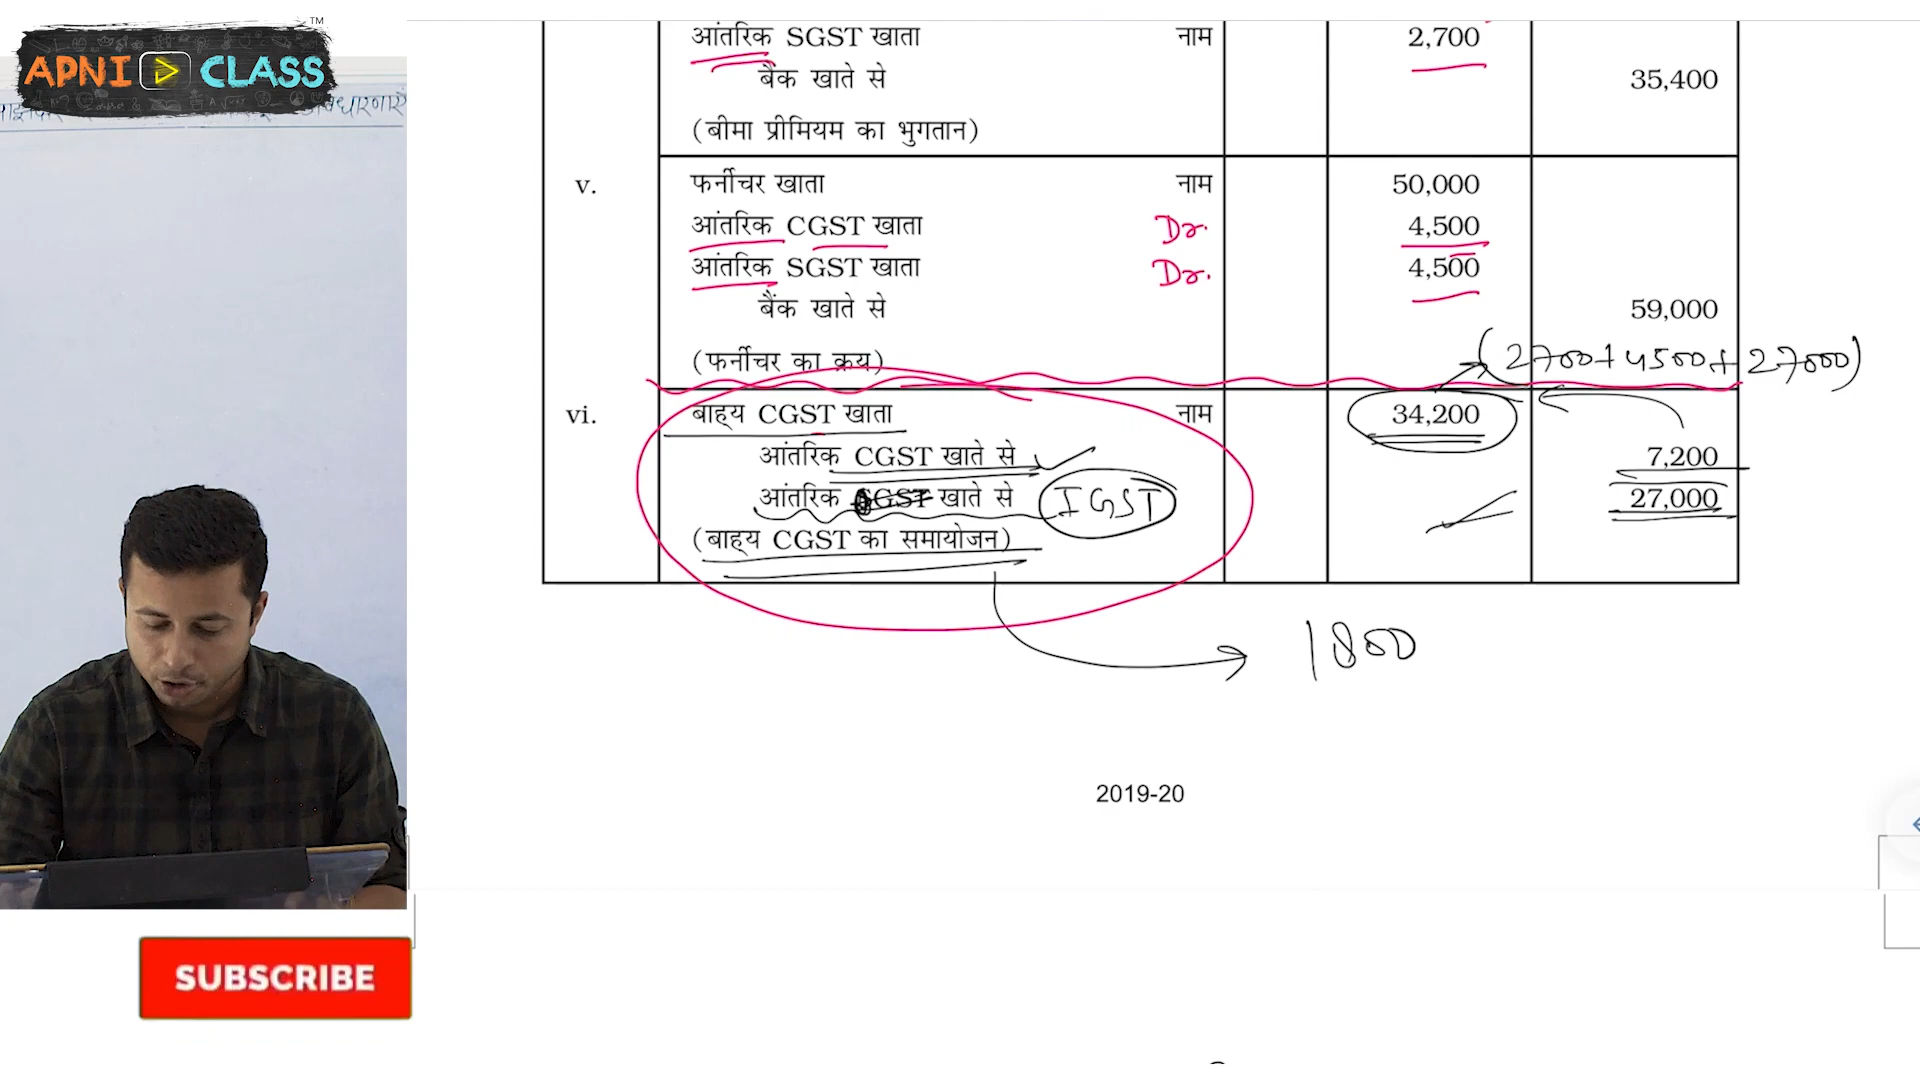 APNI CLASS TM
आंतरिक SGST खाता नाम 2,700
बैंक खाते से 35,400
(बीमा प्रीमियम का भुगतान)
v. फर्नीचर खाता नाम 50,000
आंतरिक CGST खाता Dr. 4,500
आंतरिक SGST खाता Dr. 4,500
बैंक खाते से 59,000
(फर्नीचर का क्रय) (2700+4500+27000)
vi. बाह्य CGST खाता नाम 34,200
आंतरिक CGST खाते से 7,200
आंतरिक CGST खाते से IGST 27,000
(बाह्य CGST का समायोजन)
1800
2019-20
SUBSCRIBE